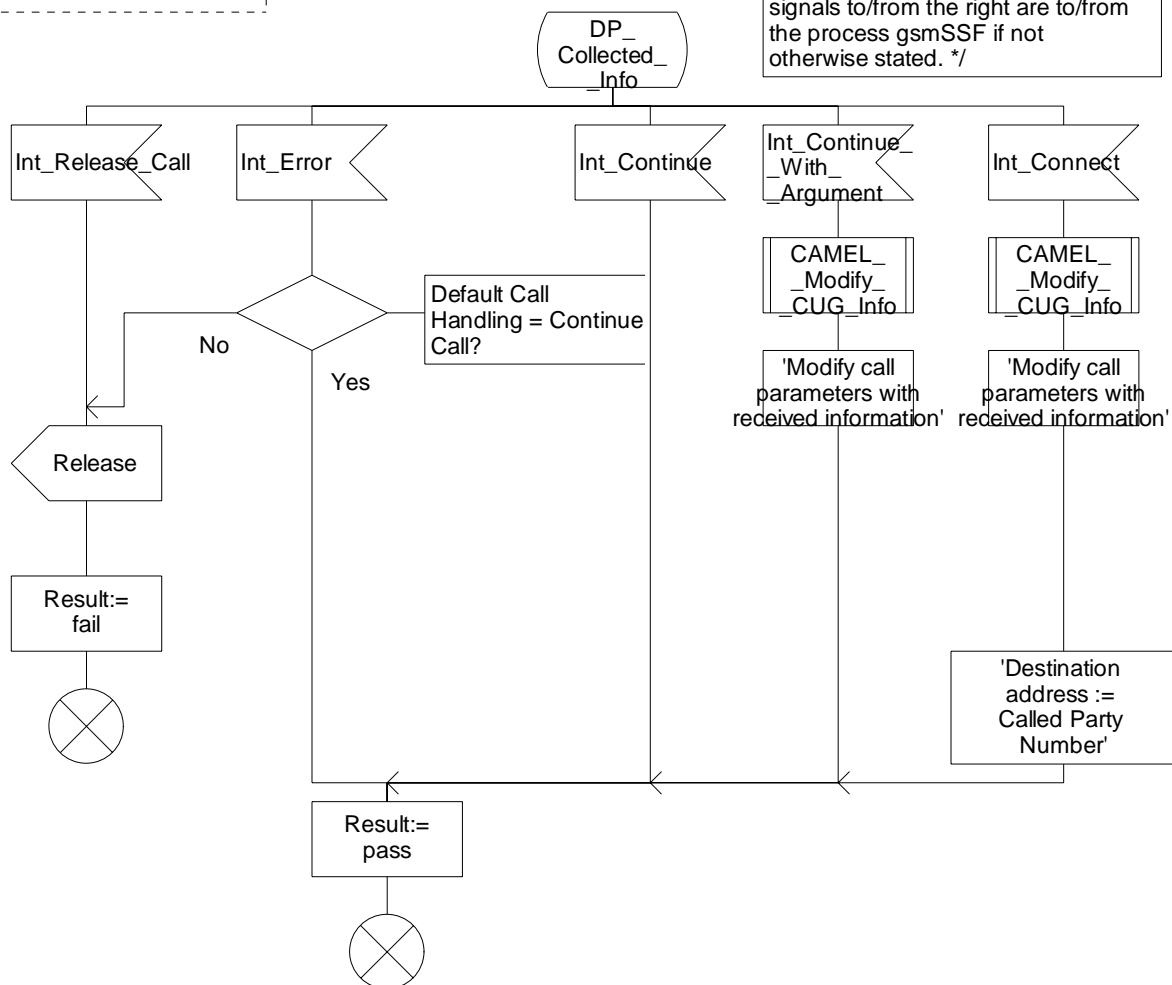 signals to/from the right are to/from
the process gsmSSF if not
otherwise stated. */
DP_
Collected_
_Info
Int_Release_Call
Int_Error
Int_Continue
Int_Continue_
_With_
_Argument
Int_Connect
CAMEL_
_Modify_
_CUG_Info
CAMEL_
_Modify_
_CUG_Info
Default Call
Handling = Continue
Call?
No
Yes
'Modify call
parameters with
received information'
'Modify call
parameters with
received information'
Release
Result:=
fail
'Destination
address :=
Called Party
Number'
Result:=
pass